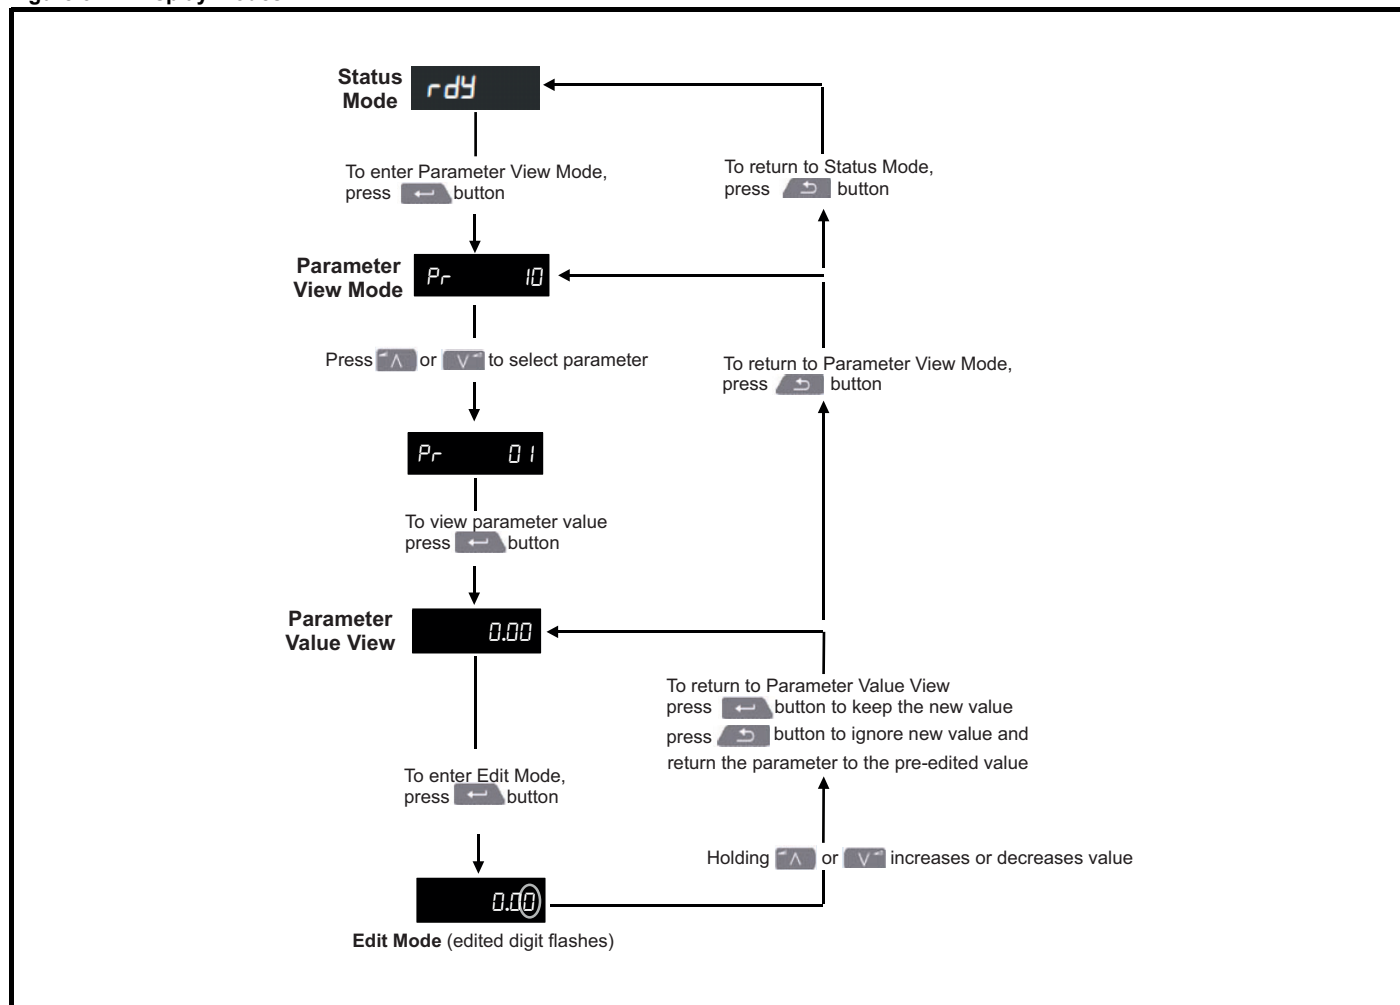 Status
Mode
rdy
To enter Parameter View Mode,
press button
To return to Status Mode,
press button
Parameter
View Mode
Pr 10
Press or to select parameter
To return to Parameter View Mode,
press button
Pr 01
To view parameter value
press button
Parameter
Value View
0.00
To return to Parameter Value View
press button to keep the new value
press button to ignore new value and
return the parameter to the pre-edited value
To enter Edit Mode,
press button
Holding or increases or decreases value
0.00
Edit Mode (edited digit flashes)